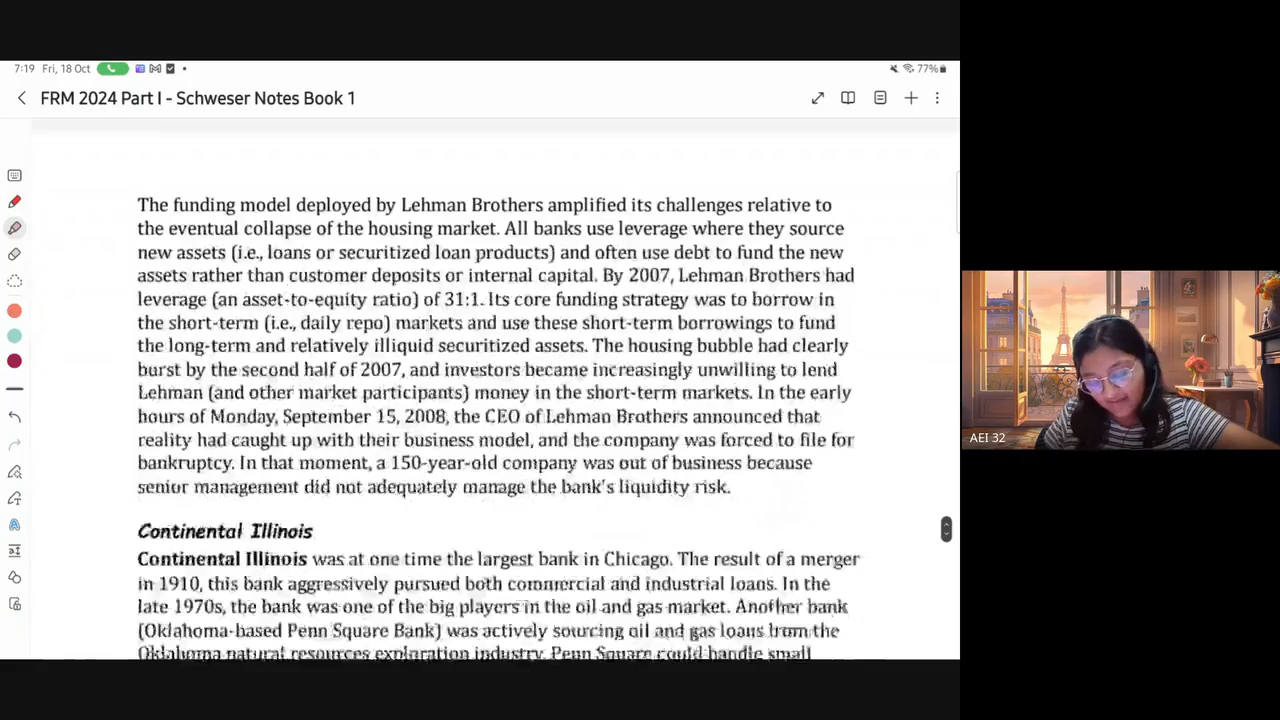 7:19 Fri, 18 Oct
77%
FRM 2024 Part I - Schweser Notes Book 1
The funding model deployed by Lehman Brothers amplified its challenges relative to
the eventual collapse of the housing market. All banks use leverage where they source
new assets (i.e., loans or securitized loan products) and often use debt to fund the new
assets rather than customer deposits or internal capital. By 2007, Lehman Brothers had
leverage (an asset-to-equity ratio) of 31:1. Its core funding strategy was to borrow in
the short-term (i.e., daily repo) markets and use these short-term borrowings to fund
the long-term and relatively illiquid securitized assets. The housing bubble had clearly
burst by the second half of 2007, and investors became increasingly unwilling to lend
Lehman (and other market participants) money in the short-term markets. In the early
hours of Monday, September 15, 2008, the CEO of Lehman Brothers announced that
reality had caught up with their business model, and the company was forced to file for
bankruptcy. In that moment, a 150-year-old company was out of business because
senior management did not adequately manage the bank's liquidity risk.
Continental Illinois
Continental Illinois was at one time the largest bank in Chicago. The result of a merger
in 1910, this bank aggressively pursued both commercial and industrial loans. In the
late 1970s, the bank was one of the big players in the oil and gas market. Another bank
(Oklahoma-based Penn Square Bank) was actively sourcing oil and gas loans from the
Oklahoma natural resources exploration industry. Penn Square could handle small
AEI 32